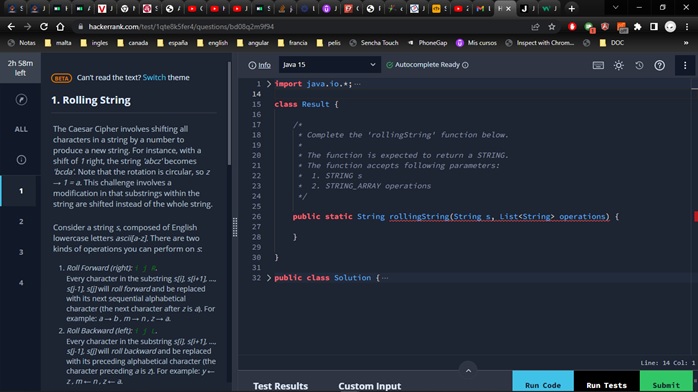 hackerrank.com/test/1qte8k5fer4/questions/bd08q2m9f94
Notas malta ingles canada españa english angular francia pelis Sencha Touch PhoneGap Mis cursos Inspect with Chrom... DOC
2h 58m
left
ALL
1
2
3
4
BETA Can't read the text? Switch theme
1. Rolling String
The Caesar Cipher involves shifting all
characters in a string by a number to
produce a new string. For instance, with a
shift of 1 right, the string 'abcz' becomes
'bcda'. Note that the rotation is circular, so z
→ 1 = a. This challenge involves a
modification in that substrings within the
string are shifted instead of the whole string.
Consider a string s, composed of English
lowercase letters ascii[a-z]. There are two
kinds of operations you can perform on s:
1. Roll Forward (right): i j R.
Every character in the substring s[i], s[i+1], ...,
s[j-1], s[j] will roll forward and be replaced
with its next sequential alphabetical
character (the next character after z is a). For
example: a → b , m → n , z → a.
2. Roll Backward (left): i j L.
Every character in the substring s[i], s[i+1], ...,
s[j-1], s[j] will roll backward and be replaced
with its preceding alphabetical character (the
character preceding a is z). For example: y ←
z , m ← n , z ← a.
Info Java 15 Autocomplete Ready
1 import java.io.*;
14
15 class Result {
16
17 /*
18 * Complete the 'rollingString' function below.
19 *
20 * The function is expected to return a STRING.
21 * The function accepts following parameters:
22 * 1. STRING s
23 * 2. STRING_ARRAY operations
24 */
25
26 public static String rollingString(String s, List<String> operations) {
27
28 }
29
30 }
31
32 public class Solution {
Line: 14 Col: 1
Test Results Custom Input Run Code Run Tests Submit